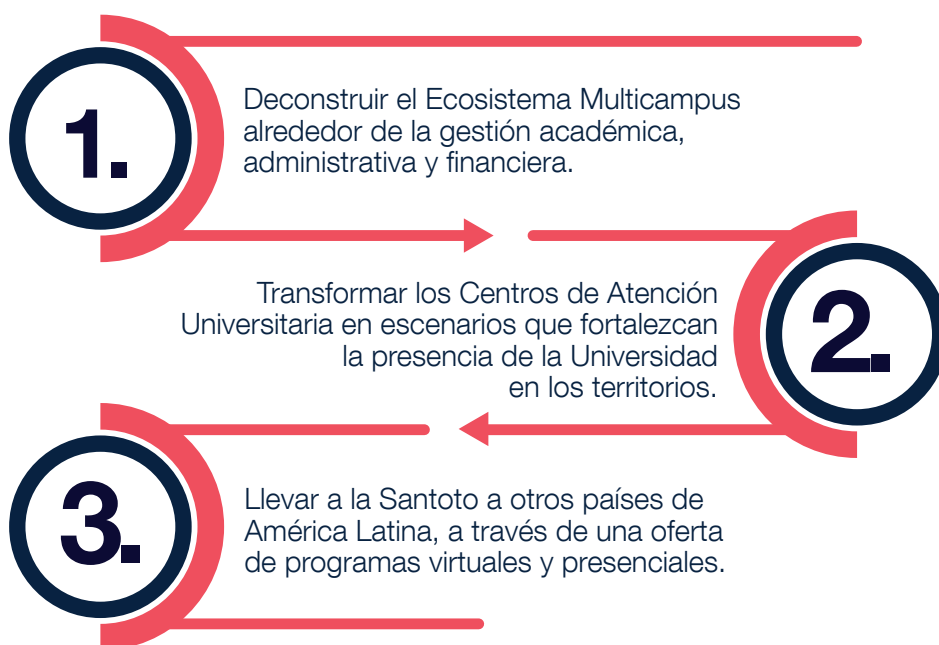 1.
Deconstruir el Ecosistema Multicampus
alrededor de la gestión académica,
administrativa y financiera.
Transformar los Centros de Atención
Universitaria en escenarios que fortalezcan
la presencia de la Universidad
en los territorios.
2.
3.
Llevar a la Santoto a otros países de
América Latina, a través de una oferta
de programas virtuales y presenciales.